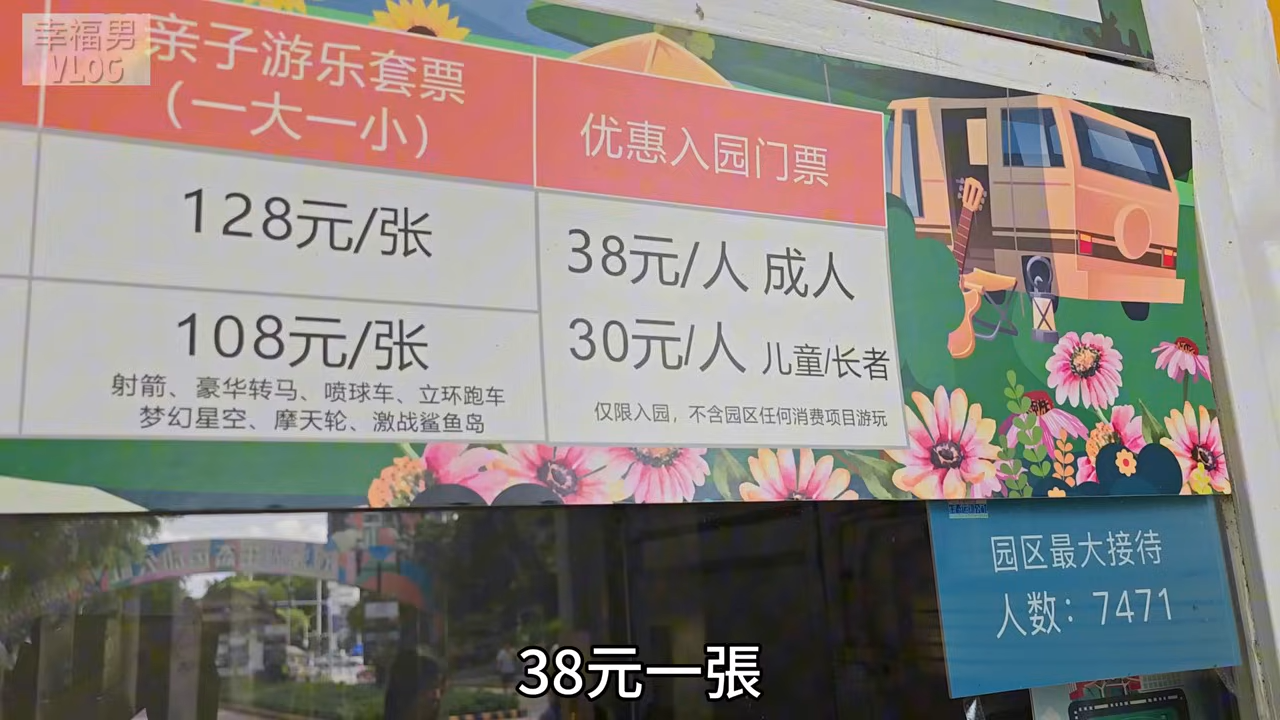 幸福男
VLOG
亲子游乐套票
（一大一小）
128元/张
108元/张
射箭、豪华转马、喷球车、立环跑车
梦幻星空、摩天轮、激战鲨鱼岛
优惠入园门票
38元/人 成人
30元/人 儿童/长者
仅限入园，不含园区任何消费项目游玩
园区最大接待
人数：7471
38元一張